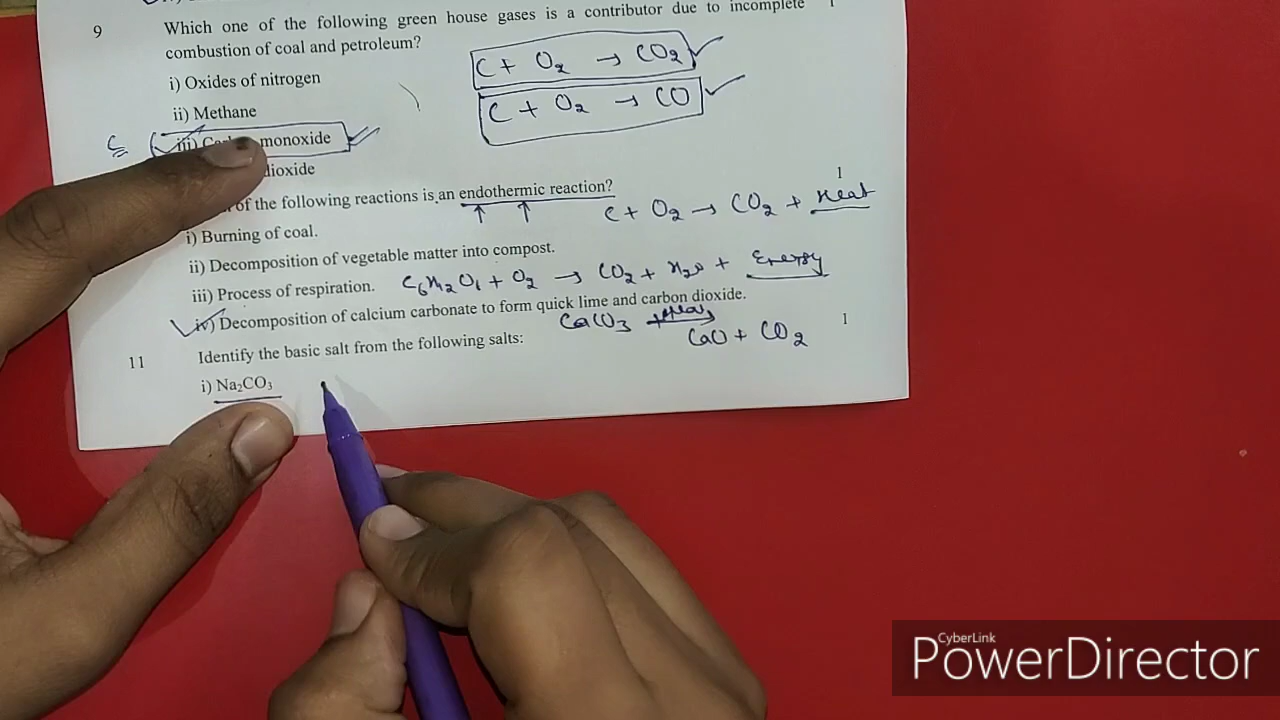 9 Which one of the following green house gases is a contributor due to incomplete 1
combustion of coal and petroleum?
i) Oxides of nitrogen
C + O2 → CO2
ii) Methane
C + O2 → CO
iii) monoxide
dioxide
of the following reactions is an endothermic reaction? 1
C + O2 → CO2 + Heat
i) Burning of coal.
ii) Decomposition of vegetable matter into compost.
iii) Process of respiration. + O2 → CO2 + H2O + Energy
iv) Decomposition of calcium carbonate to form quick lime and carbon dioxide.
CaCO3 CaO + CO2
11 Identify the basic salt from the following salts: 1
i) Na2CO3
CyberLink
PowerDirector